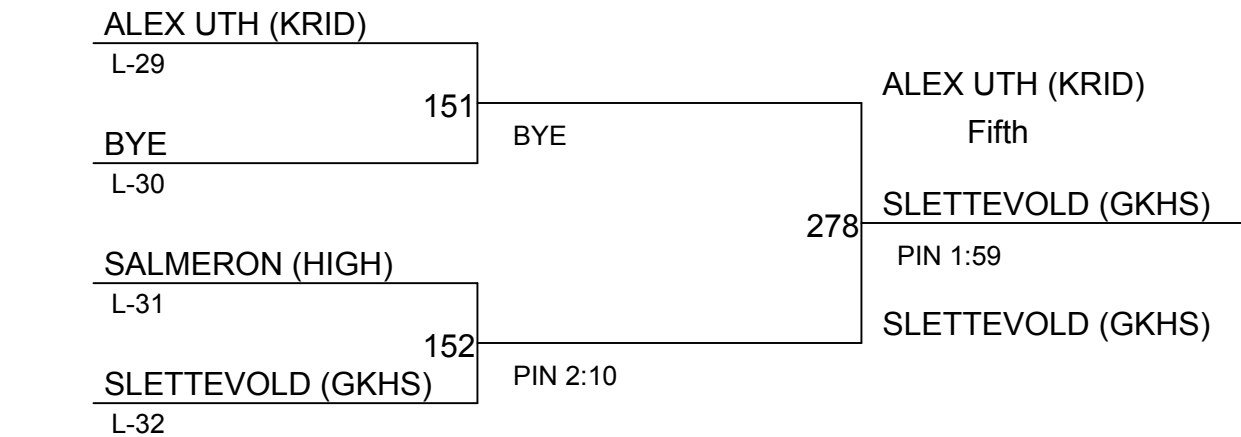 ALEX UTH (KRID)
L-29
151
BYE
BYE
L-30
ALEX UTH (KRID)
Fifth
278
SLETTEVOLD (GKHS)
PIN 1:59
SALMERON (HIGH)
L-31
152
PIN 2:10
SLETTEVOLD (GKHS)
L-32
SLETTEVOLD (GKHS)